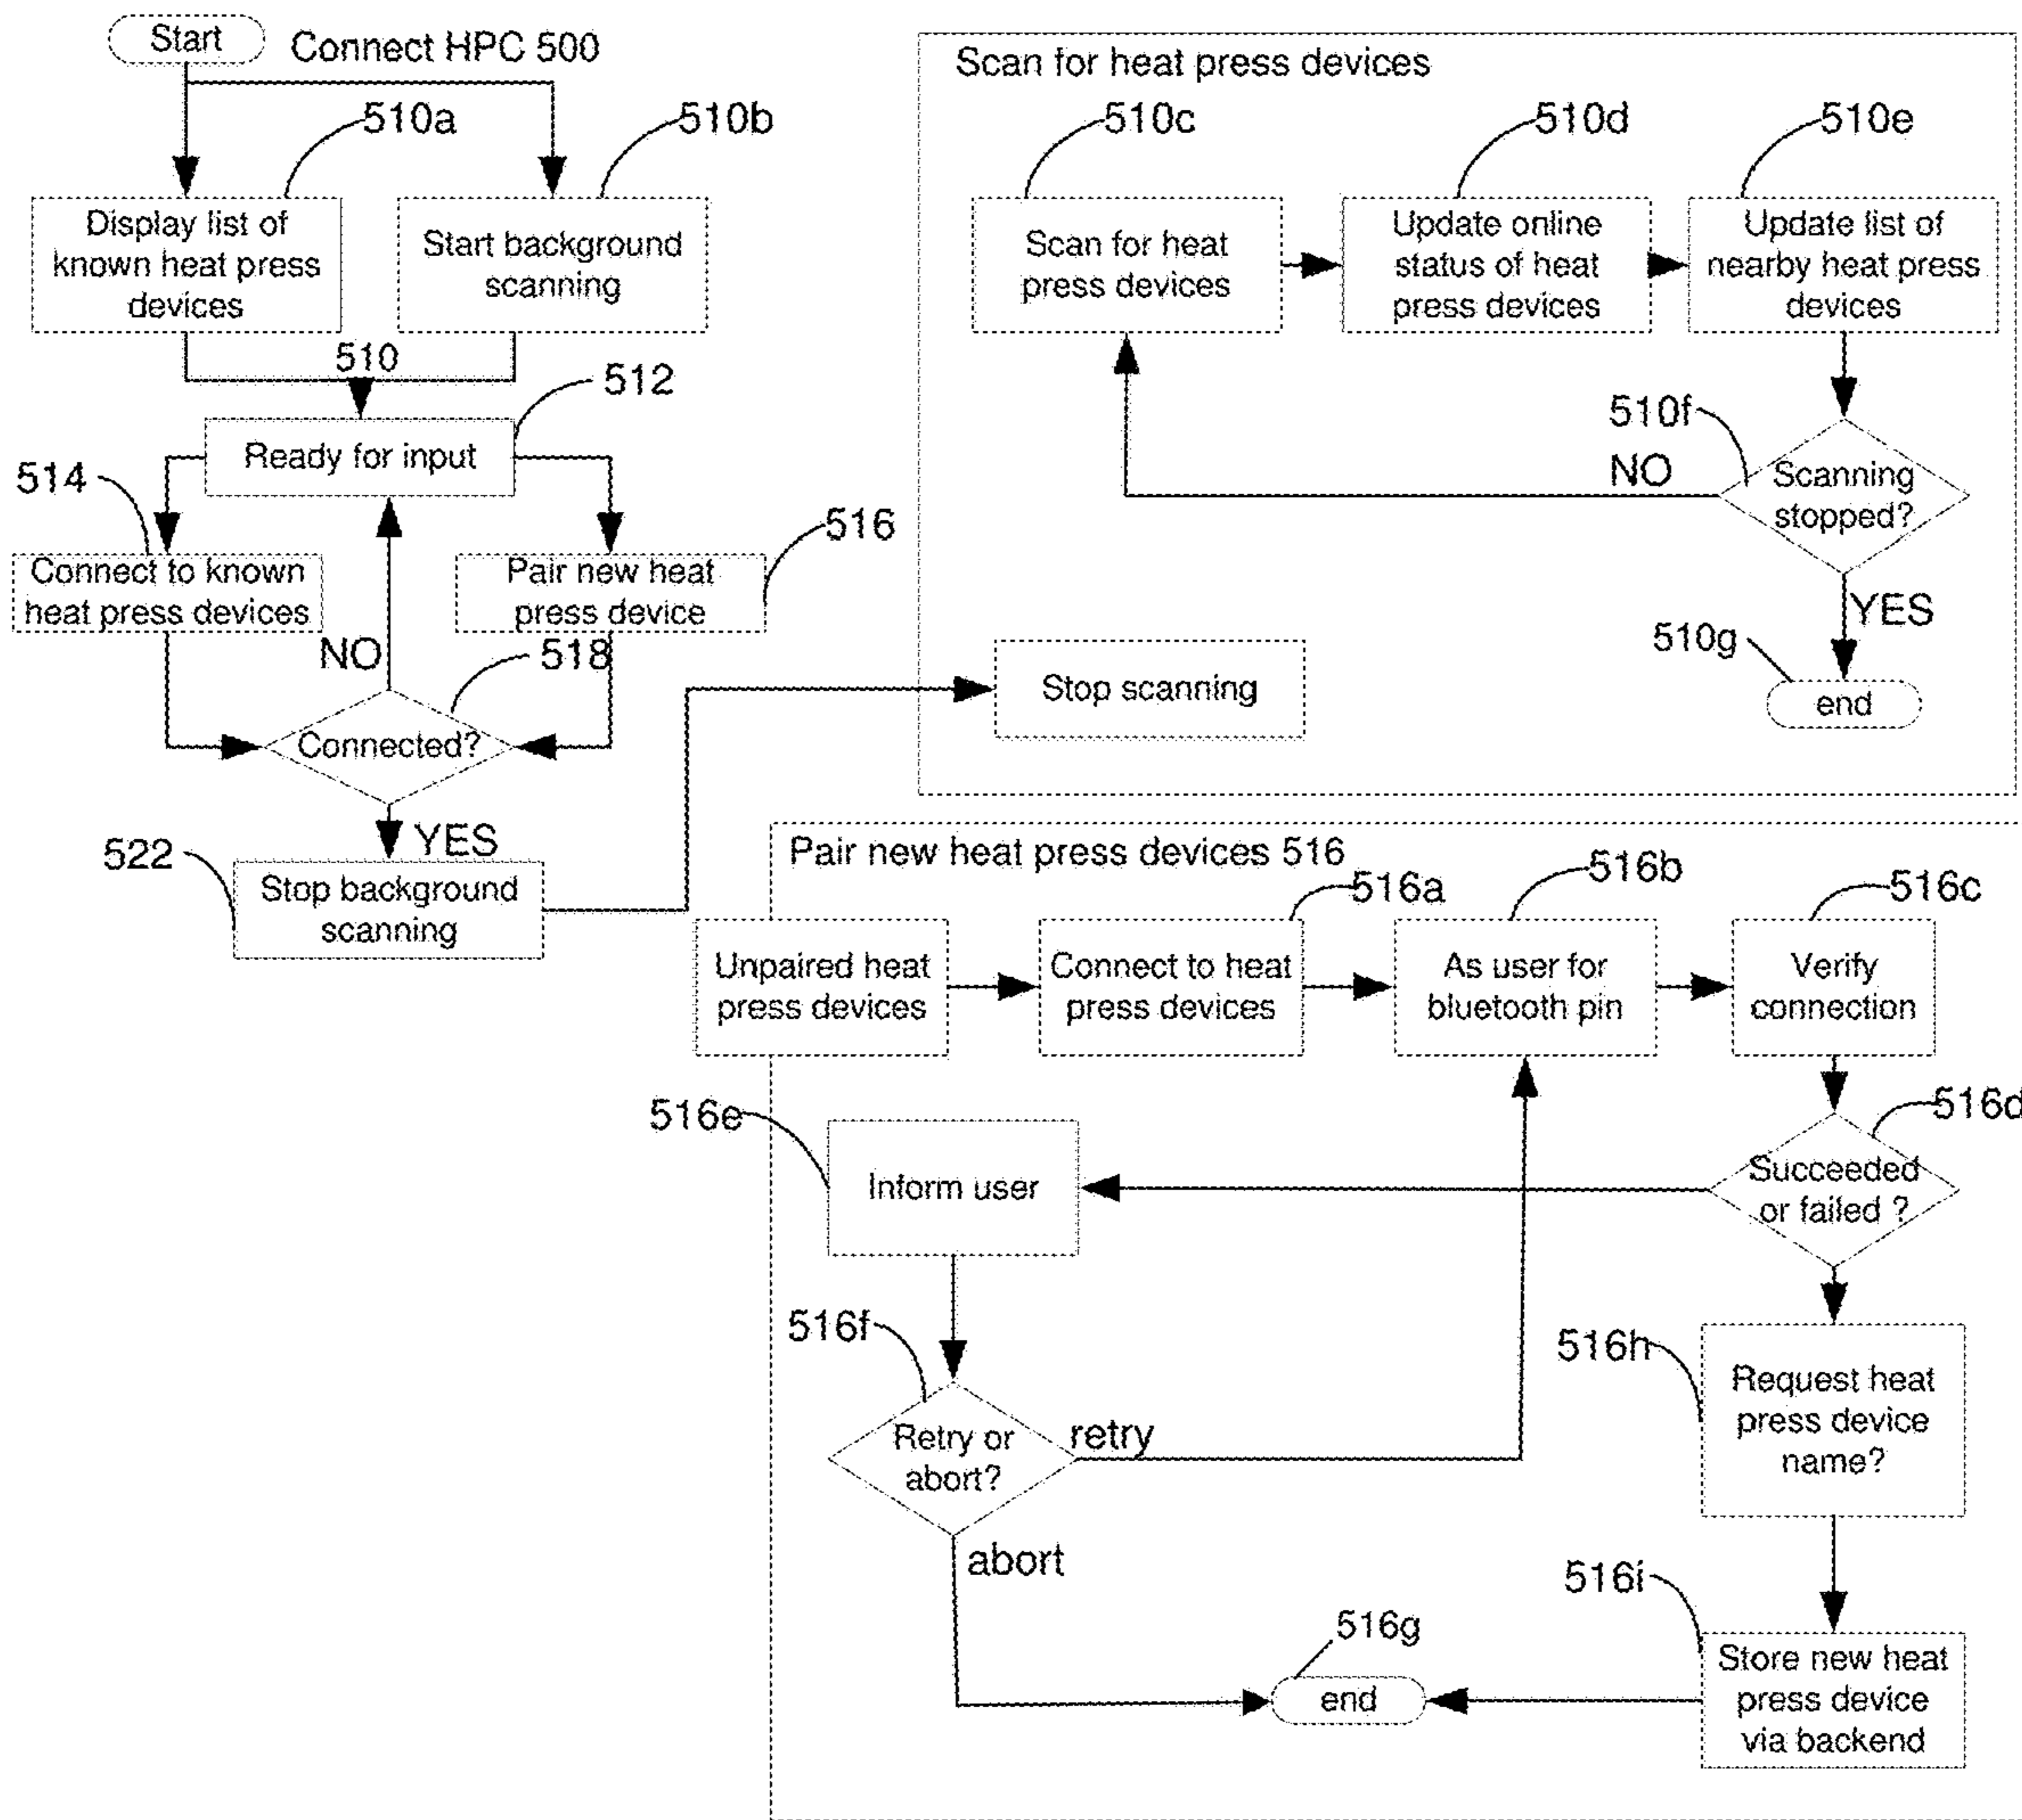 Start
Connect HPC 500
510a
510b
Display list of
known heat press
devices
Start background
scanning
510
512
Ready for input
514
516
Connect to known
heat press devices
Pair new heat
press device
NO
518
Connected?
YES
522
Stop background
scanning
Scan for heat press devices
510c
510d
510e
Scan for heat
press devices
Update online
status of heat
press devices
Update list of
nearby heat press
devices
510f
NO
Scanning
stopped?
YES
510g
end
Stop scanning
Pair new heat press devices 516
516a
516b
516c
Unpaired heat
press devices
Connect to heat
press devices
As user for
bluetooth pin
Verify
connection
516e
516d
Inform user
Succeeded
or failed ?
516f
516h
Retry or
abort?
retry
Request heat
press device
name?
abort
516i
516g
end
Store new heat
press device
via backend